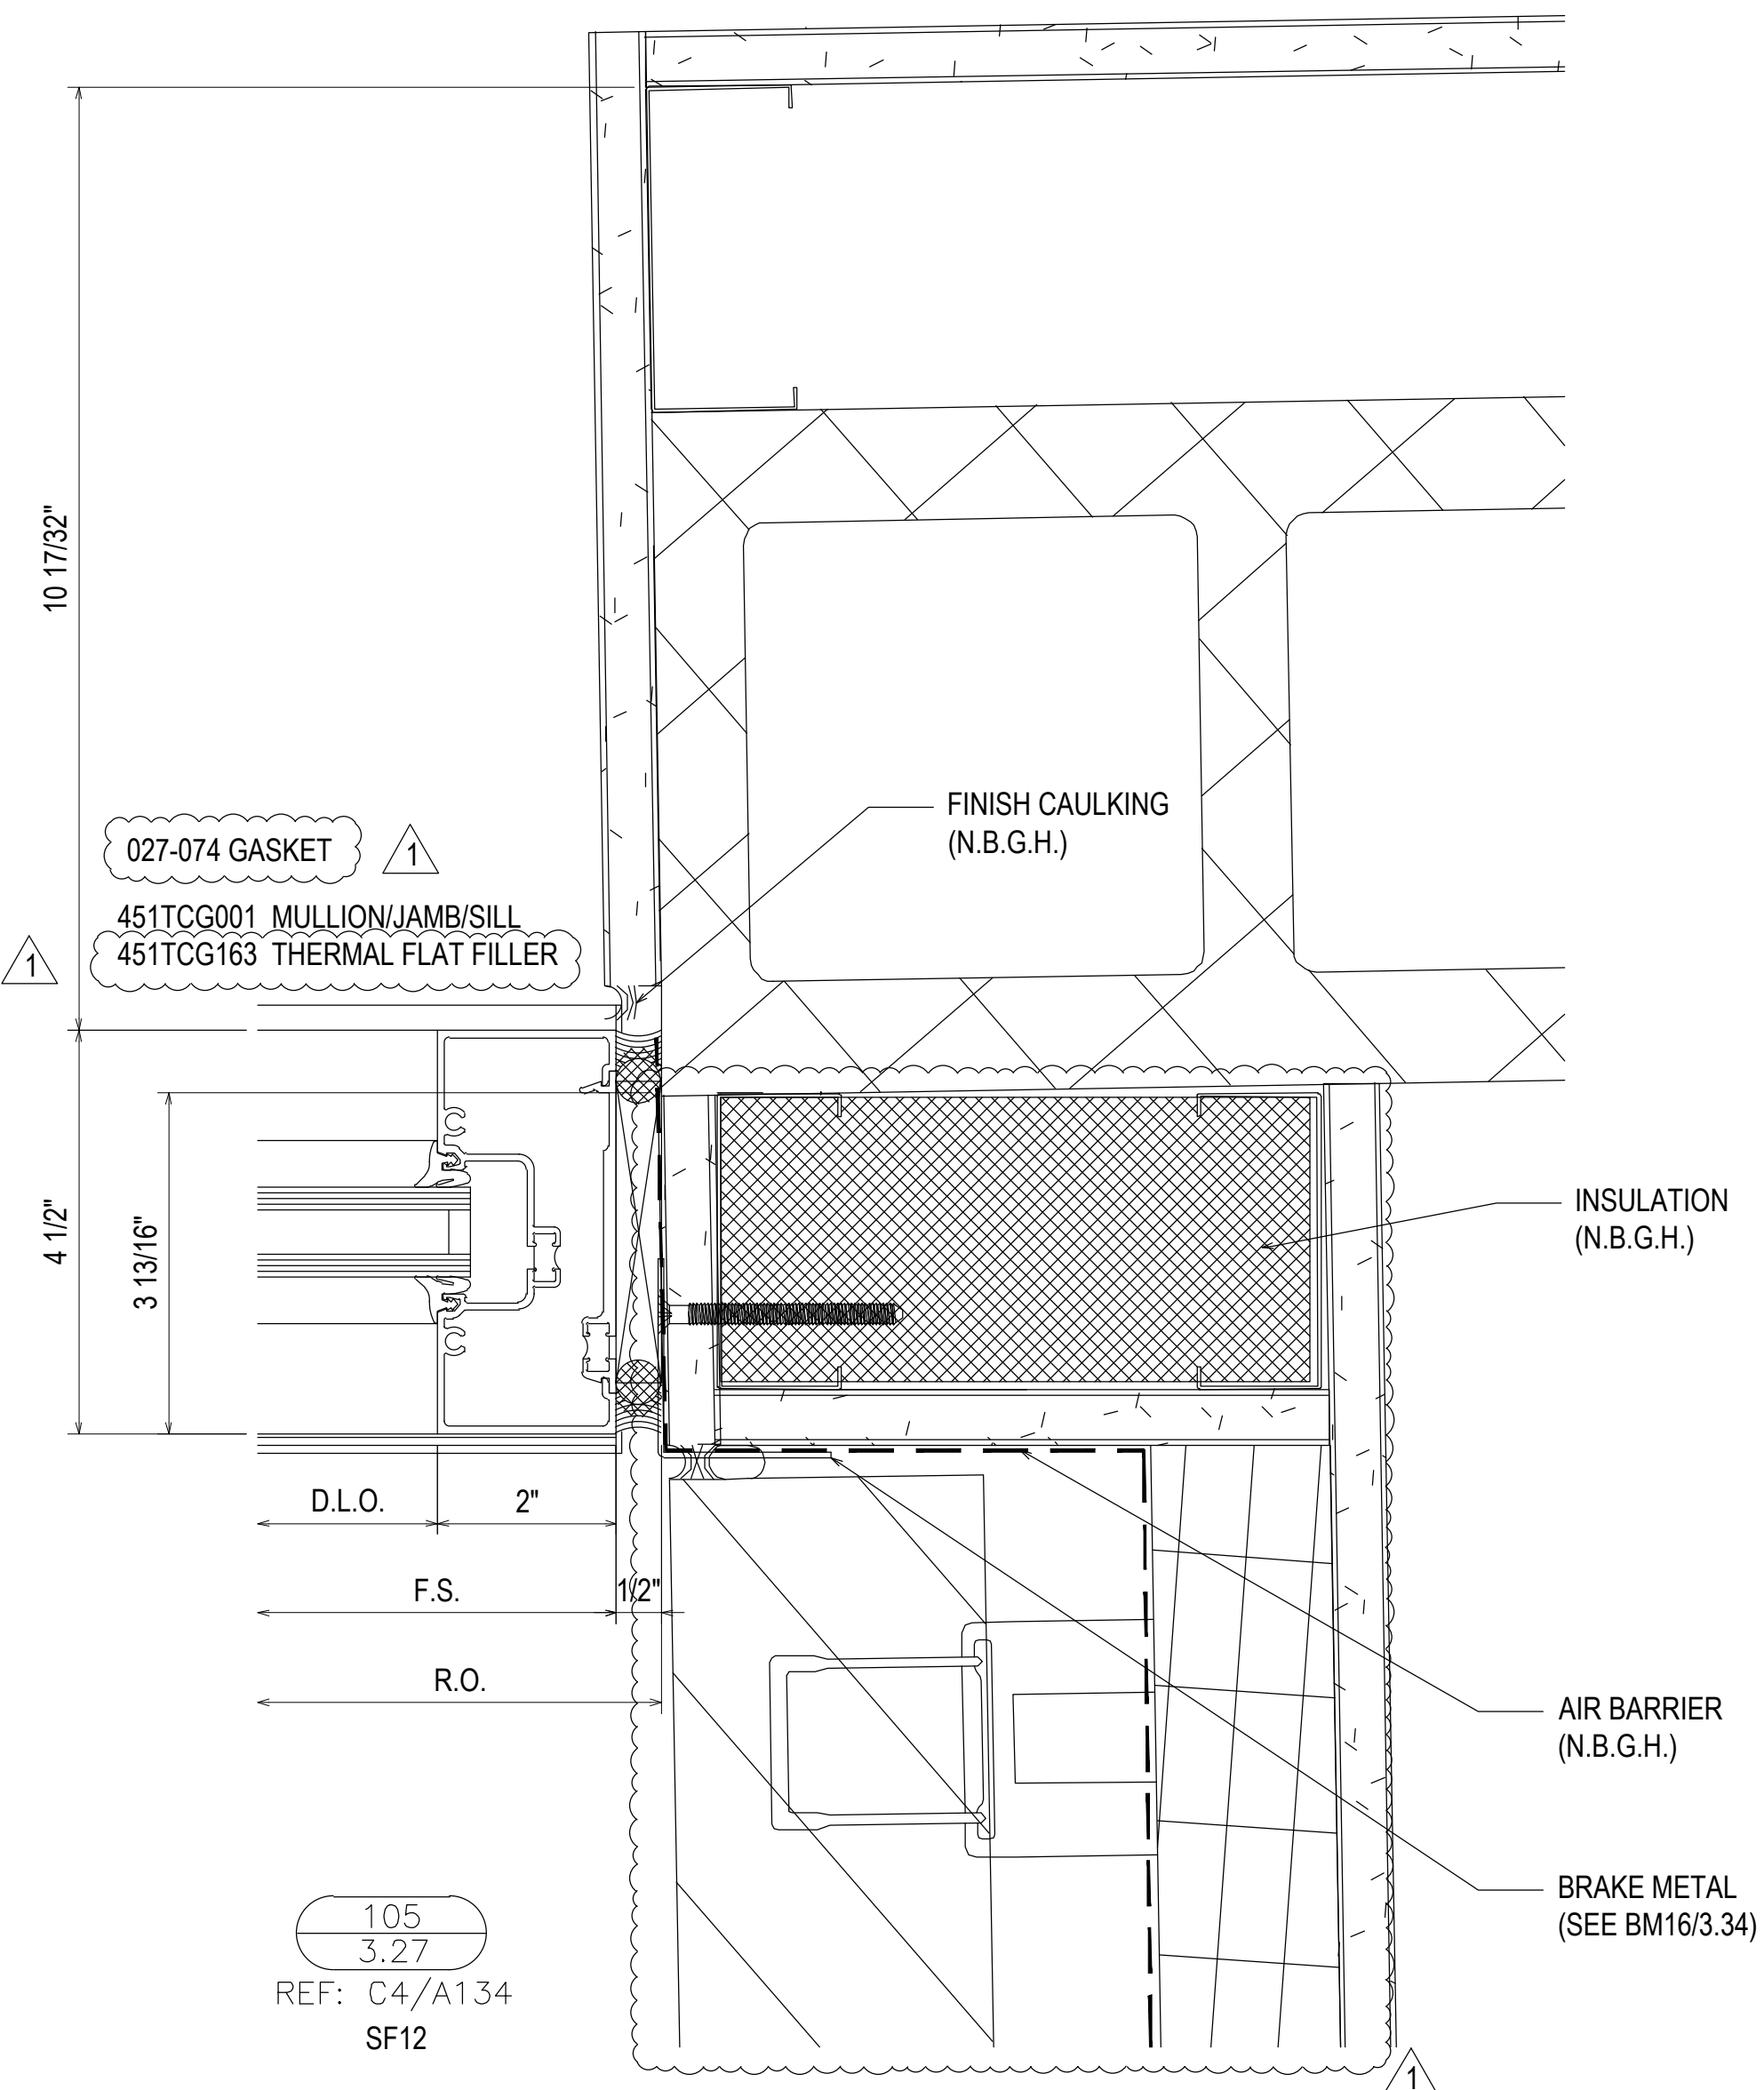 10 17/32"
FINISH CAULKING
(N.B.G.H.)
027-074 GASKET
1
451TCG001 MULLION/JAMB/SILL
451TCG163 THERMAL FLAT FILLER
1
4 1/2"
3 13/16"
INSULATION
(N.B.G.H.)
D.L.O.
2"
F.S.
1/2"
R.O.
AIR BARRIER
(N.B.G.H.)
BRAKE METAL
(SEE BM16/3.34)
105
3.27
REF: C4/A134
SF12
1